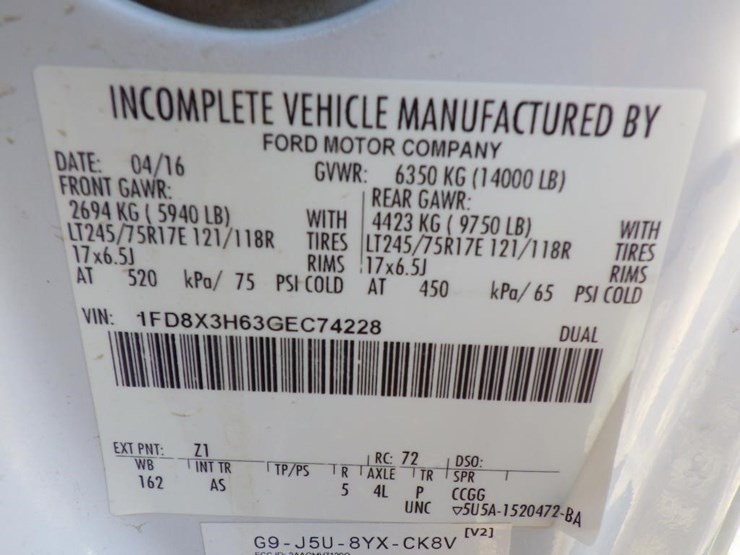 INCOMPLETE VEHICLE MANUFACTURED BY
FORD MOTOR COMPANY
DATE: 04/16 GVWR: 6350 KG (14000 LB)
FRONT GAWR: REAR GAWR:
2694 KG ( 5940 LB) WITH 4423 KG ( 9750 LB) WITH
LT245/75R17E 121/118R TIRES LT245/75R17E 121/118R TIRES
17x6.5J RIMS 17x6.5J RIMS
AT 520 kPa/ 75 PSI COLD AT 450 kPa/ 65 PSI COLD
VIN: 1FD8X3H63GEC74228 DUAL
EXT PNT: Z1 RC: 72 DSO:
WB INT TR TP/PS R AXLE TR SPR
162 AS 5 4L P CCGG
UNC ▽5U5A-1520472-BA
G9-J5U-8YX-CK8V [V2]